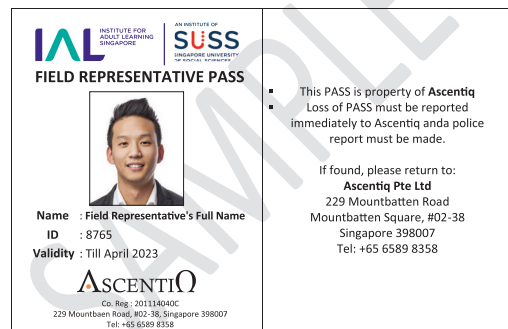 IAL
INSTITUTE FOR
ADULT LEARNING
SINGAPORE
AN INSTITUTE OF
SUSS
SINGAPORE UNIVERSITY
OF SOCIAL SCIENCES
FIELD REPRESENTATIVE PASS
Name : Field Representative's Full Name
ID : 8765
Validity : Till April 2023
ASCENTIQ
Co. Reg : 201114040C
229 Mountbaen Road, #02-38, Singapore 398007
Tel: +65 6589 8358
▪ This PASS is property of Ascentiq
▪ Loss of PASS must be reported
immediately to Ascentiq anda police
report must be made.
If found, please return to:
Ascentiq Pte Ltd
229 Mountbatten Road
Mountbatten Square, #02-38
Singapore 398007
Tel: +65 6589 8358
SAMPLE